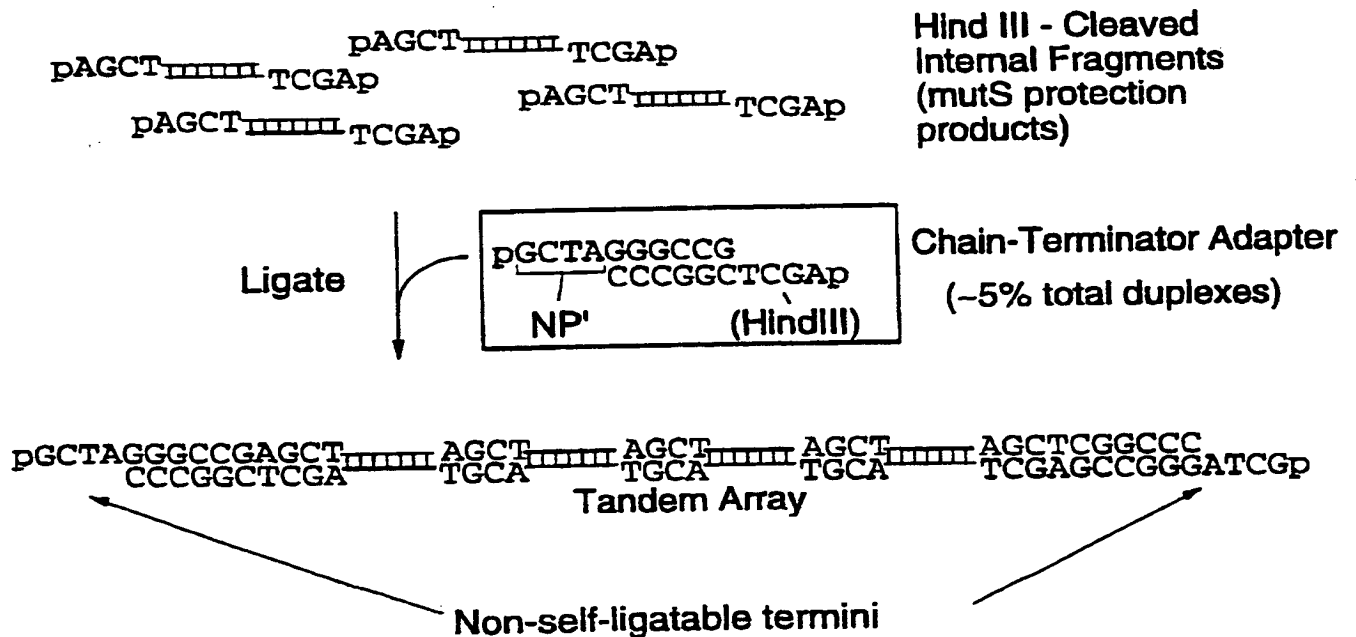 pAGCT TCGAp
pAGCT TCGAp
pAGCT TCGAp
pAGCT TCGAp
Hind III - Cleaved
Internal Fragments
(mutS protection
products)
Ligate
pGCTAGGGCCG
CCCGGCTCGAp
NP'
(HindIII)
Chain-Terminator Adapter
(~5% total duplexes)
pGCTAGGGCCGAGCT AGCT AGCT AGCT AGCTCGGCCC
CCCGGCTCGA TGCA TGCA TGCA TCGAGCCGGGATCGp
Tandem Array
Non-self-ligatable termini